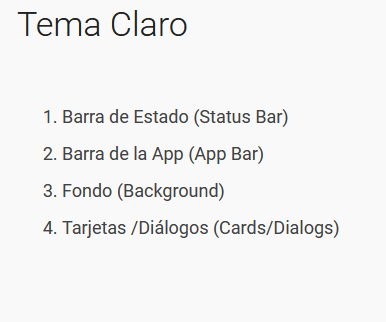 Tema Claro
1. Barra de Estado (Status Bar)
2. Barra de la App (App Bar)
3. Fondo (Background)
4. Tarjetas /Diálogos (Cards/Dialogs)